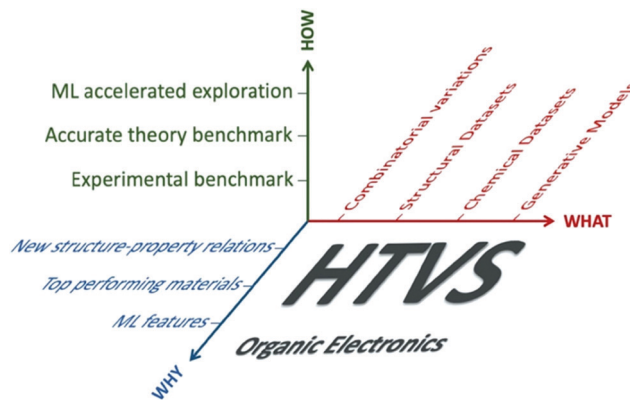 HOW
ML accelerated exploration
Accurate theory benchmark
Experimental benchmark
Combinatorial variations
Structural Datasets
Chemical Datasets
Generative Models
WHAT
New structure-property relations
Top performing materials
ML features
WHY
HTVS
Organic Electronics